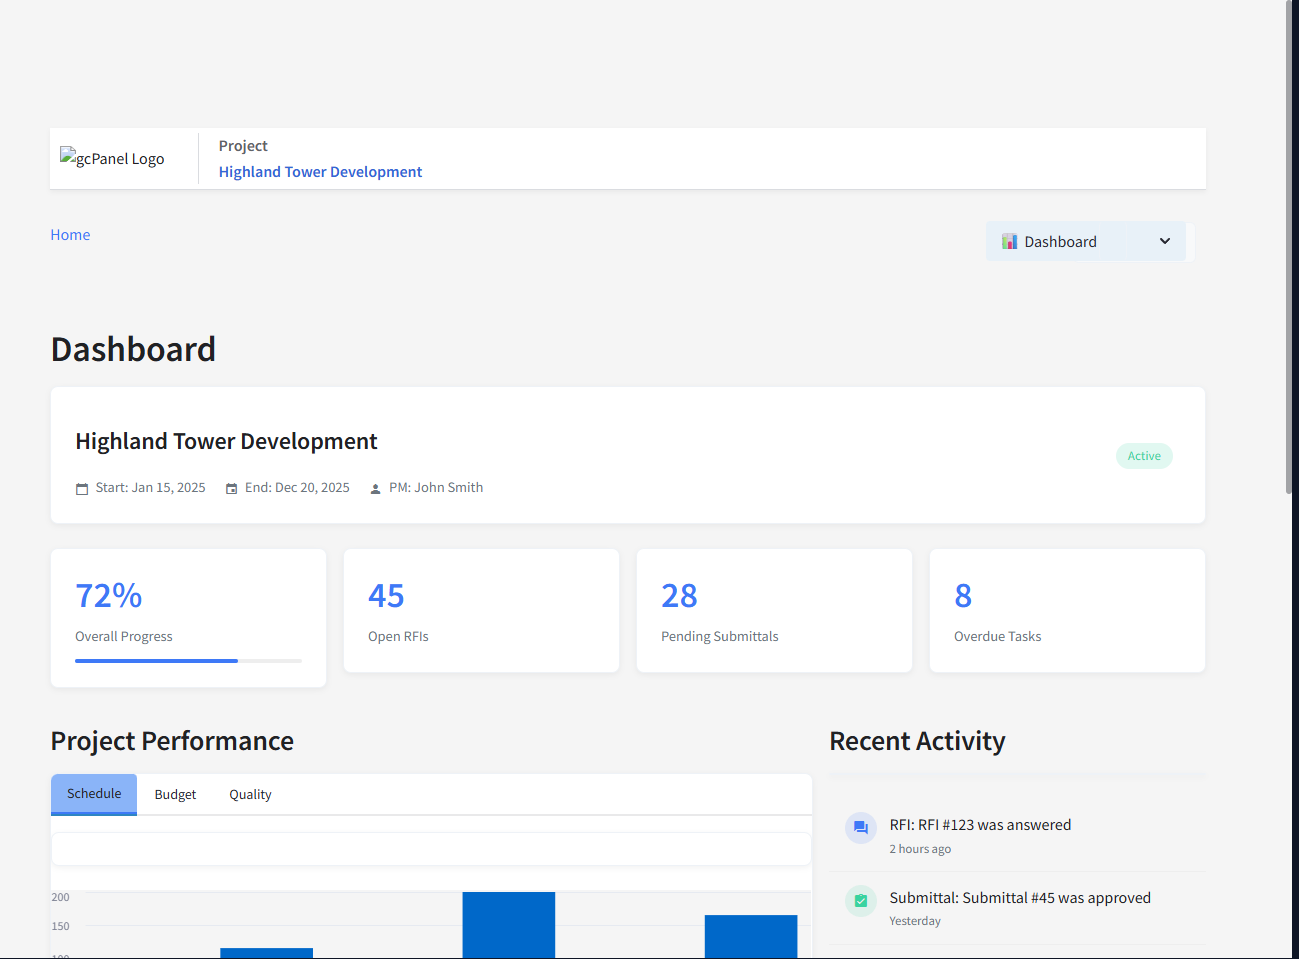 gcPanel Logo
Project
Highland Tower Development
Home
Dashboard
Dashboard
Highland Tower Development
Active
Start: Jan 15, 2025 End: Dec 20, 2025 PM: John Smith
72%
Overall Progress
45
Open RFIs
28
Pending Submittals
8
Overdue Tasks
Project Performance
Schedule Budget Quality
200
150
100
Recent Activity
RFI: RFI #123 was answered
2 hours ago
Submittal: Submittal #45 was approved
Yesterday